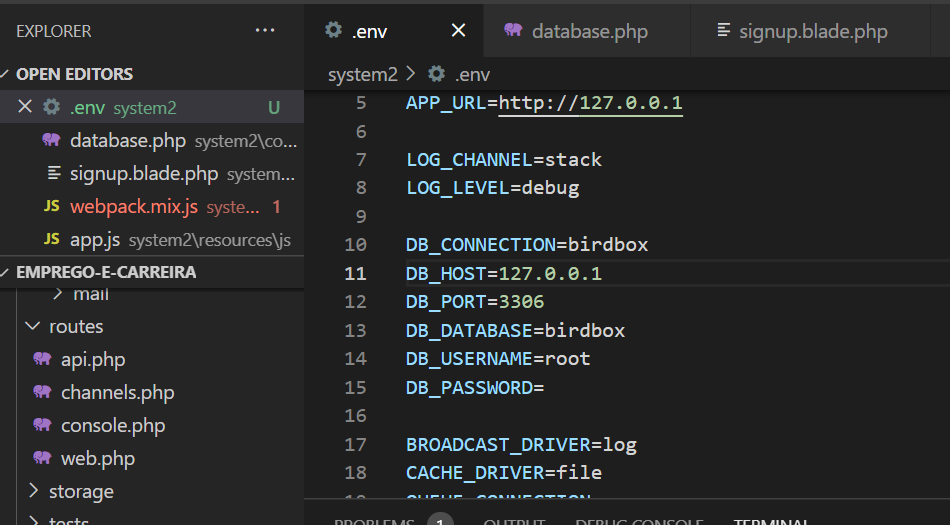 EXPLORER ...
.env
database.php
signup.blade.php
OPEN EDITORS
system2 > .env
.env system2 U
database.php system2\co...
signup.blade.php system...
JS webpack.mix.js syste... 1
JS app.js system2\resources\js
EMPREGO-E-CARREIRA
mail
routes
api.php
channels.php
console.php
web.php
storage
tests
5 APP_URL=http://127.0.0.1
6
7 LOG_CHANNEL=stack
8 LOG_LEVEL=debug
9
10 DB_CONNECTION=birdbox
11 DB_HOST=127.0.0.1
12 DB_PORT=3306
13 DB_DATABASE=birdbox
14 DB_USERNAME=root
15 DB_PASSWORD=
16
17 BROADCAST_DRIVER=log
18 CACHE_DRIVER=file
19 QUEUE_CONNECTION
PROBLEMS 1 OUTPUT DEBUG CONSOLE TERMINAL